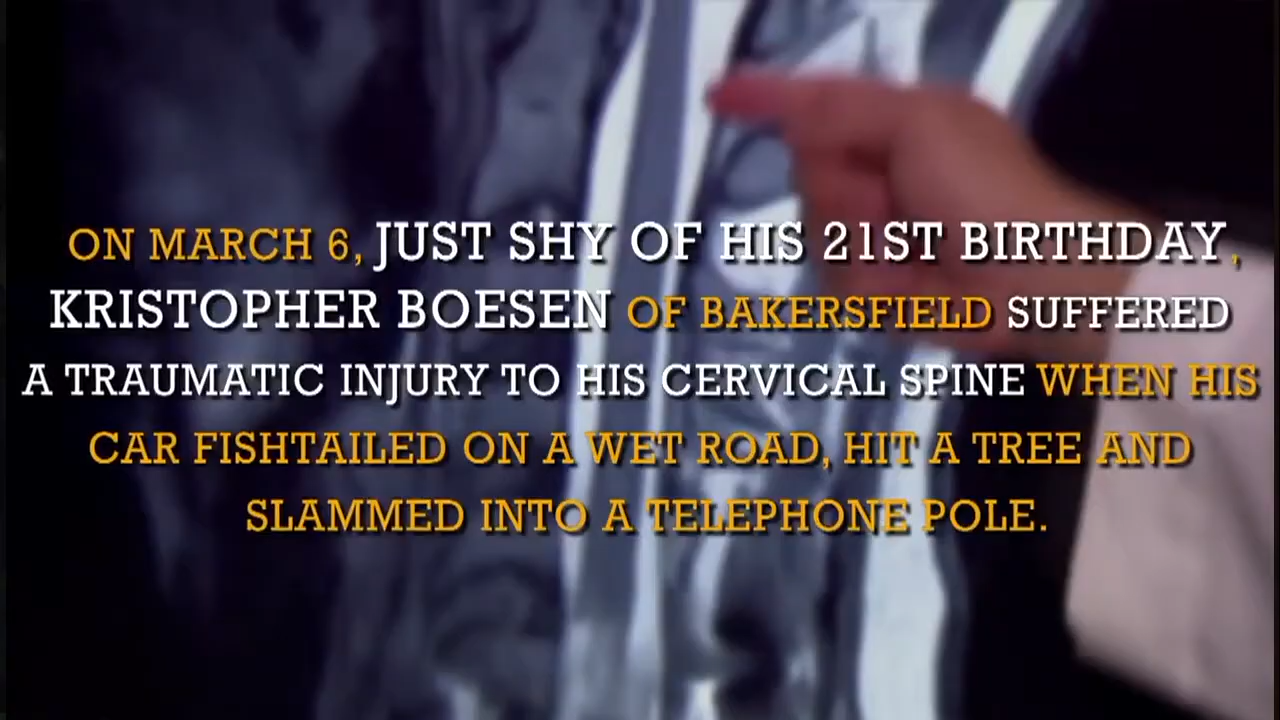 ON MARCH 6, JUST SHY OF HIS 21ST BIRTHDAY,
KRISTOPHER BOESEN OF BAKERSFIELD SUFFERED
A TRAUMATIC INJURY TO HIS CERVICAL SPINE WHEN HIS
CAR FISHTAILED ON A WET ROAD, HIT A TREE AND
SLAMMED INTO A TELEPHONE POLE.